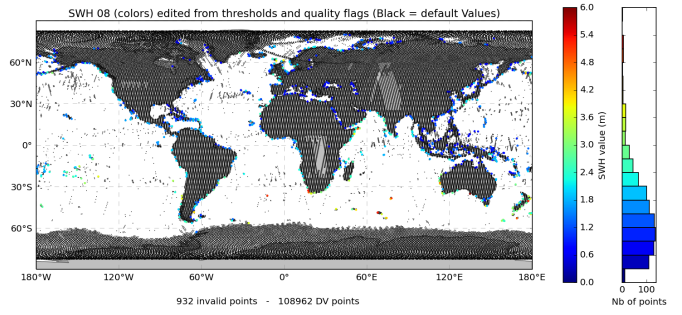 SWH 08 (colors) edited from thresholds and quality flags (Black = default Values)
60°N
30°N
0°
30°S
60°S
180°W
120°W
60°W
0°
60°E
120°E
180°E
932 invalid points - 108962 DV points
6.0
5.4
4.8
4.2
3.6
3.0
2.4
1.8
1.2
0.6
0.0
SWH value (m)
0
100
Nb of points